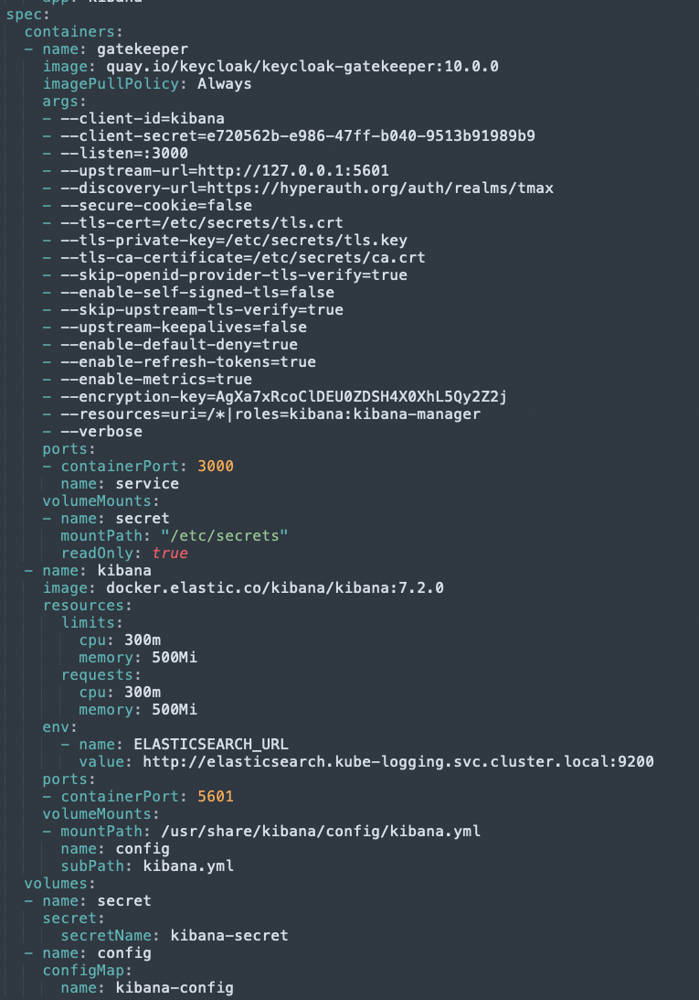 app: kibana
spec:
  containers:
  - name: gatekeeper
    image: quay.io/keycloak/keycloak-gatekeeper:10.0.0
    imagePullPolicy: Always
    args:
    - --client-id=kibana
    - --client-secret=e720562b-e986-47ff-b040-9513b91989b9
    - --listen=:3000
    - --upstream-url=http://127.0.0.1:5601
    - --discovery-url=https://hyperauth.org/auth/realms/tmax
    - --secure-cookie=false
    - --tls-cert=/etc/secrets/tls.crt
    - --tls-private-key=/etc/secrets/tls.key
    - --tls-ca-certificate=/etc/secrets/ca.crt
    - --skip-openid-provider-tls-verify=true
    - --enable-self-signed-tls=false
    - --skip-upstream-tls-verify=true
    - --upstream-keepalives=false
    - --enable-default-deny=true
    - --enable-refresh-tokens=true
    - --enable-metrics=true
    - --encryption-key=AgXa7xRcoClDEU0ZDSH4X0XhL5Qy2Z2j
    - --resources=uri=/*|roles=kibana:kibana-manager
    - --verbose
    ports:
    - containerPort: 3000
      name: service
    volumeMounts:
    - name: secret
      mountPath: "/etc/secrets"
      readOnly: true
  - name: kibana
    image: docker.elastic.co/kibana/kibana:7.2.0
    resources:
      limits:
        cpu: 300m
        memory: 500Mi
      requests:
        cpu: 300m
        memory: 500Mi
    env:
      - name: ELASTICSEARCH_URL
        value: http://elasticsearch.kube-logging.svc.cluster.local:9200
    ports:
    - containerPort: 5601
    volumeMounts:
    - mountPath: /usr/share/kibana/config/kibana.yml
      name: config
      subPath: kibana.yml
  volumes:
  - name: secret
    secret:
      secretName: kibana-secret
  - name: config
    configMap:
      name: kibana-config